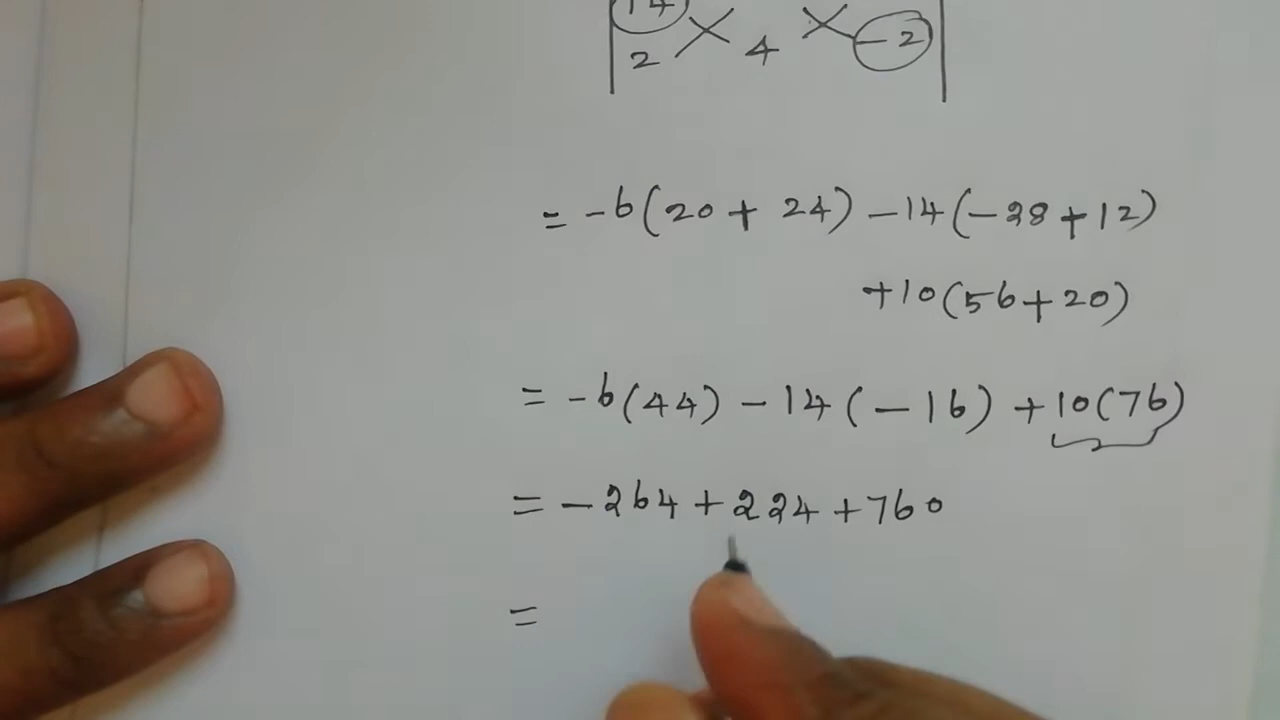 14
2 4 -2
= -6(20 + 24) - 14(-28 + 12)
+10(56+20)
= -6(44) - 14(-16) + 10(76)
= -264 + 224 + 760
=